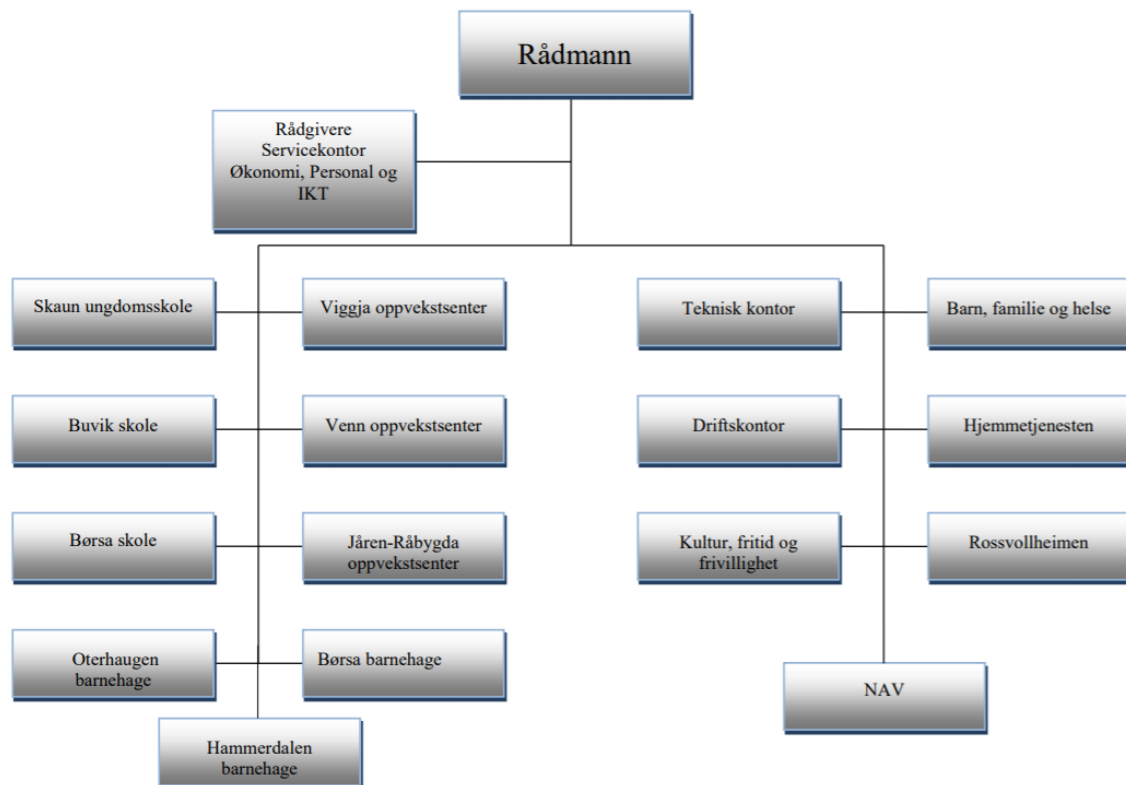 Rådmann
Rådgivere
Servicekontor
Økonomi, Personal og
IKT
Skaun ungdomsskole
Viggja oppvekstsenter
Teknisk kontor
Barn, familie og helse
Buvik skole
Venn oppvekstsenter
Driftskontor
Hjemmetjenesten
Børsa skole
Jåren-Råbygda
oppvekstsenter
Kultur, fritid og
frivillighet
Rossvollheimen
Oterhaugen
barnehage
Børsa barnehage
NAV
Hammerdalen
barnehage